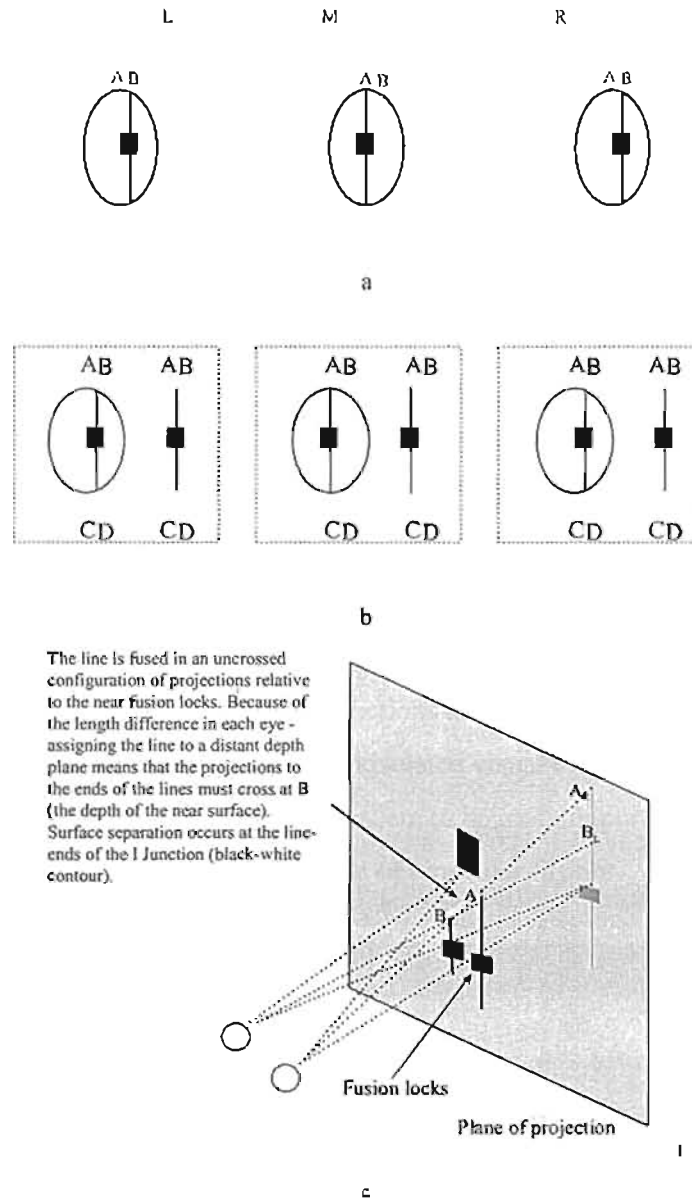 L M R
A B A B A B
a
AB AB AB AB AB AB
CD CD CD CD CD CD
b
The line is fused in an uncrossed
configuration of projections relative
to the near fusion locks. Because of
the length difference in each eye -
assigning the line to a distant depth
plane means that the projections to
the ends of the lines must cross at B
(the depth of the near surface).
Surface separation occurs at the line-
ends of the I Junction (black-white
contour).
A
B
A
B
Fusion locks
Plane of projection
c